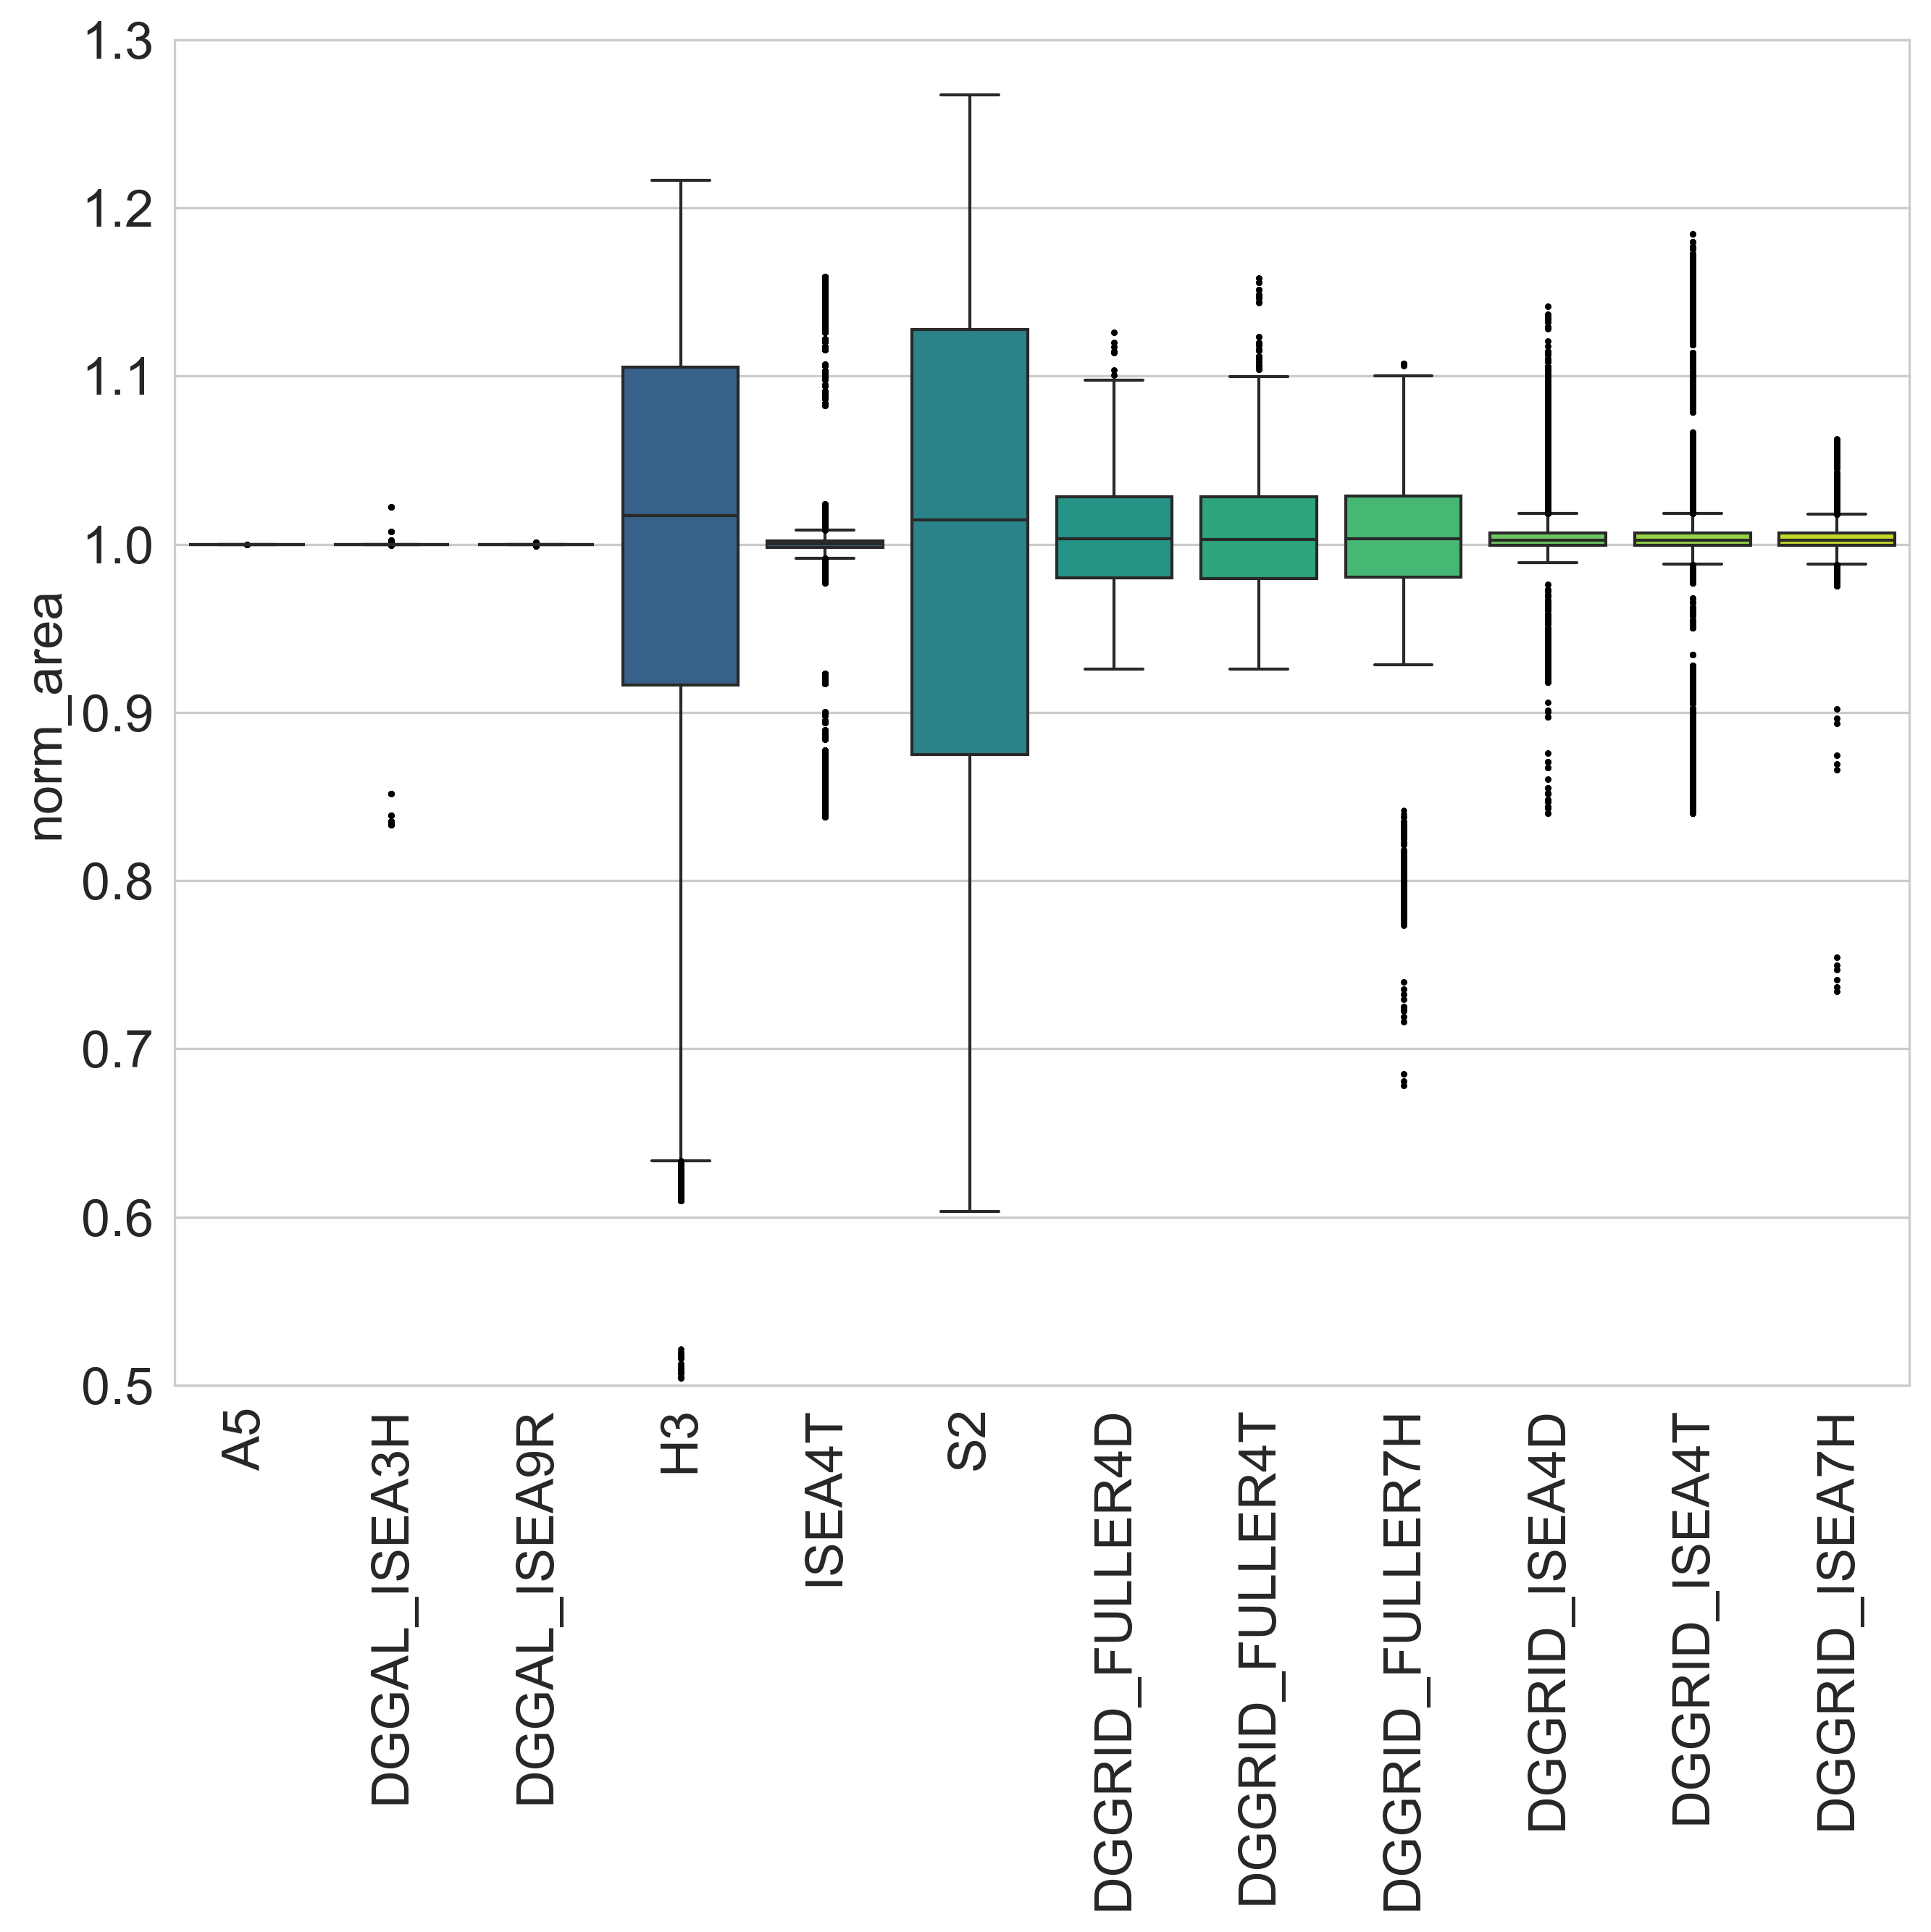 norm_area
1.3
1.2
1.1
1.0
0.9
0.8
0.7
0.6
0.5
A5
DGGAL_ISEA3H
DGGAL_ISEA9R
H3
ISEA4T
S2
DGGRID_FULLER4D
DGGRID_FULLER4T
DGGRID_FULLER7H
DGGRID_ISEA4D
DGGRID_ISEA4T
DGGRID_ISEA7H